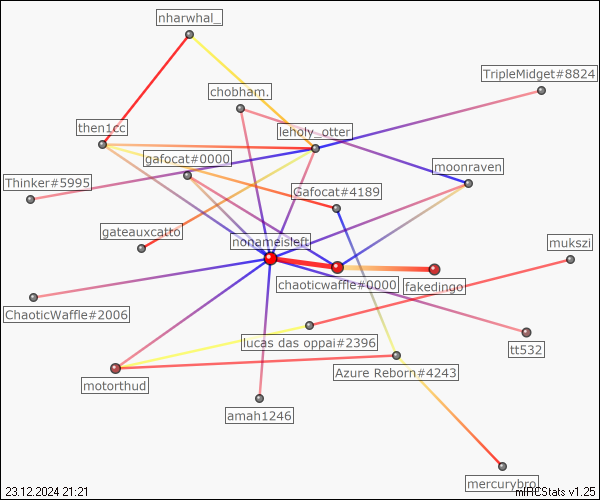 nharwhal_
TripleMidget#8824
chobham.
then1cc
leholy_otter
gafocat#0000
moonraven
Thinker#5995
Gafocat#4189
gateauxcatto
nonameisleft
mukszi
chaoticwaffle#0000
fakedingo
ChaoticWaffle#2006
lucas das oppai#2396
tt532
Azure Reborn#4243
motorthud
amah1246
mercurybro
23.12.2024 21:21
mIRCStats v1.25